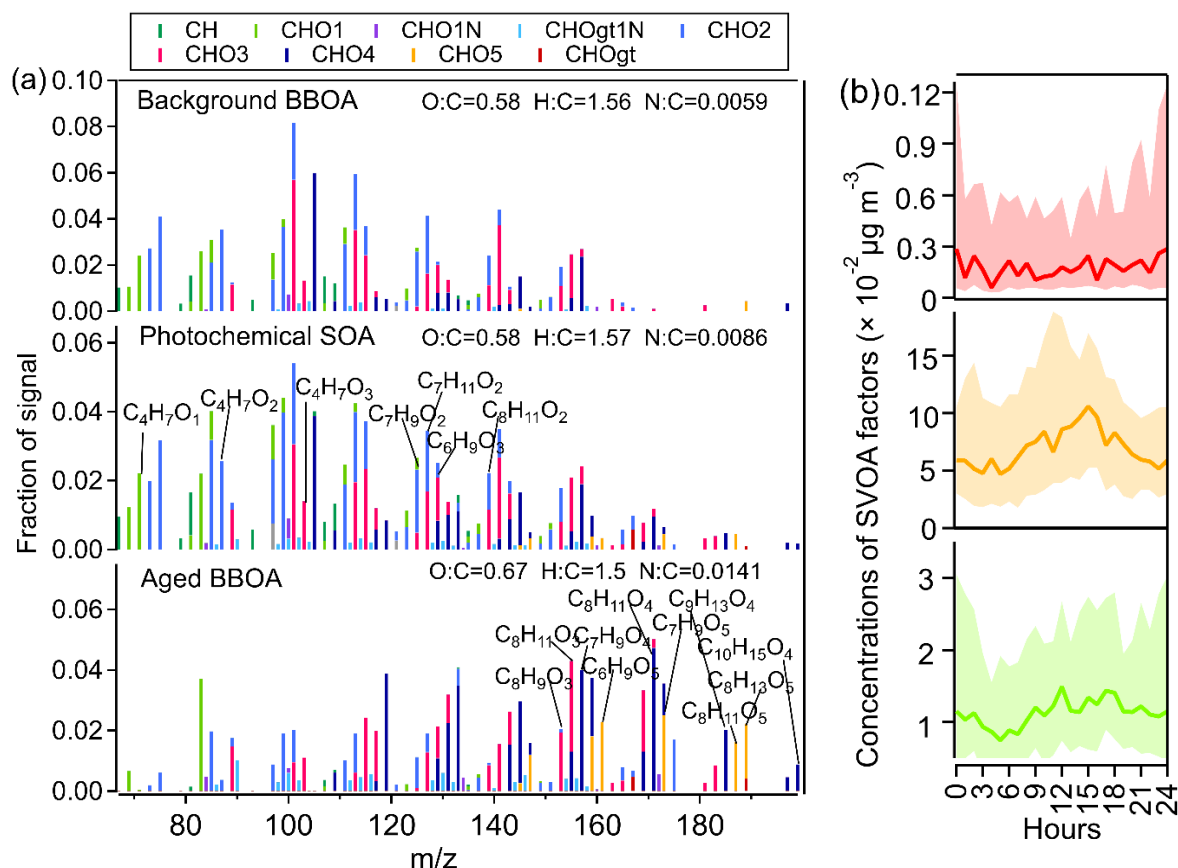 CH CHO1 CHO1N CHOgt1N CHO2
CHO3 CHO4 CHO5 CHOgt
(a)
Fraction of signal
0.10
0.08
0.06
0.04
0.02
0.00
Background BBOA O:C=0.58 H:C=1.56 N:C=0.0059
0.06
0.04
0.02
0.00
Photochemical SOA O:C=0.58 H:C=1.57 N:C=0.0086
C₄H₇O₁
C₄H₇O₂
C₄H₇O₃
C₇H₉O₂
C₇H₁₁O₂
C₆H₉O₃
C₈H₁₁O₂
0.06
0.04
0.02
0.00
Aged BBOA O:C=0.67 H:C=1.5 N:C=0.0141
C₈H₉O₃
C₈H₁₁O₃
C₇H₉O₄
C₆H₉O₅
C₈H₁₁O₄
C₇H₉O₅
C₉H₁₃O₄
C₈H₁₁O₅
C₈H₁₃O₅
C₁₀H₁₅O₄
80 100 120 140 160 180
m/z
(b)
Concentrations of SVOA factors (× 10⁻² µg m⁻³)
0.12
0.9
0.6
0.3
0
15
10
5
0
3
2
1
0 3 6 9 12 15 18 21 24
Hours